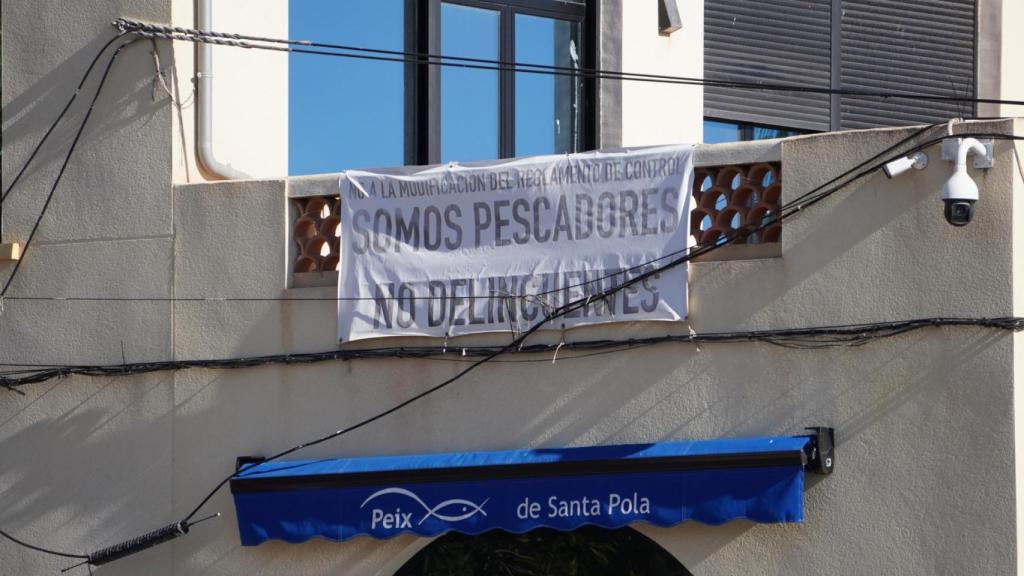 NO A LA MODIFICACIÓN DEL REGLAMENTO DE CONTROL
SOMOS PESCADORES
NO DELINCUENTES
Peix de Santa Pola